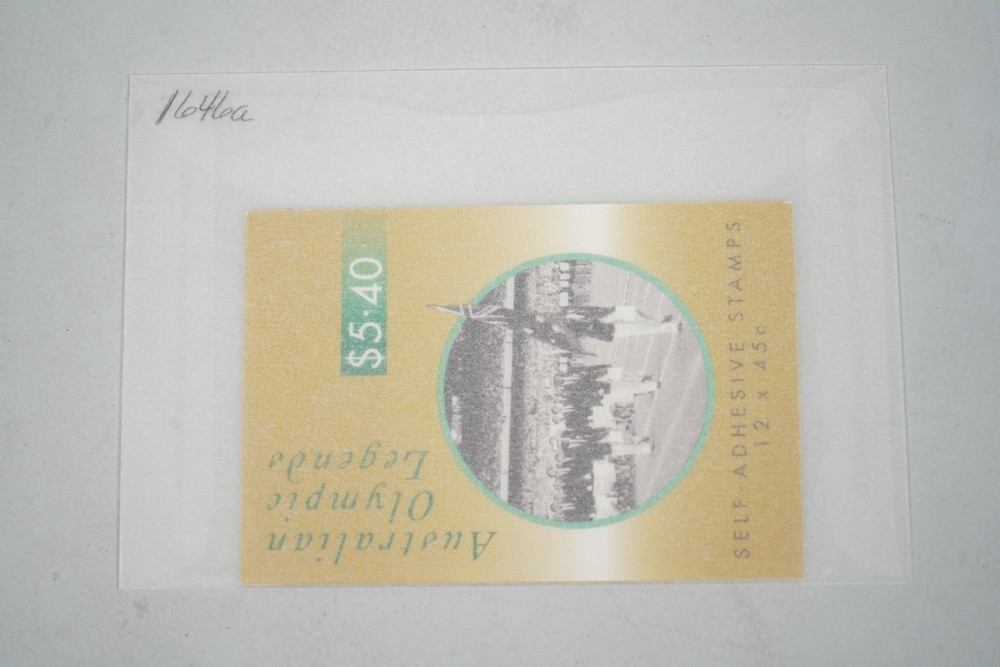 1646a
Australian
Olympic
Legends
$5.40
SELF ADHESIVE STAMPS
12 x 45c